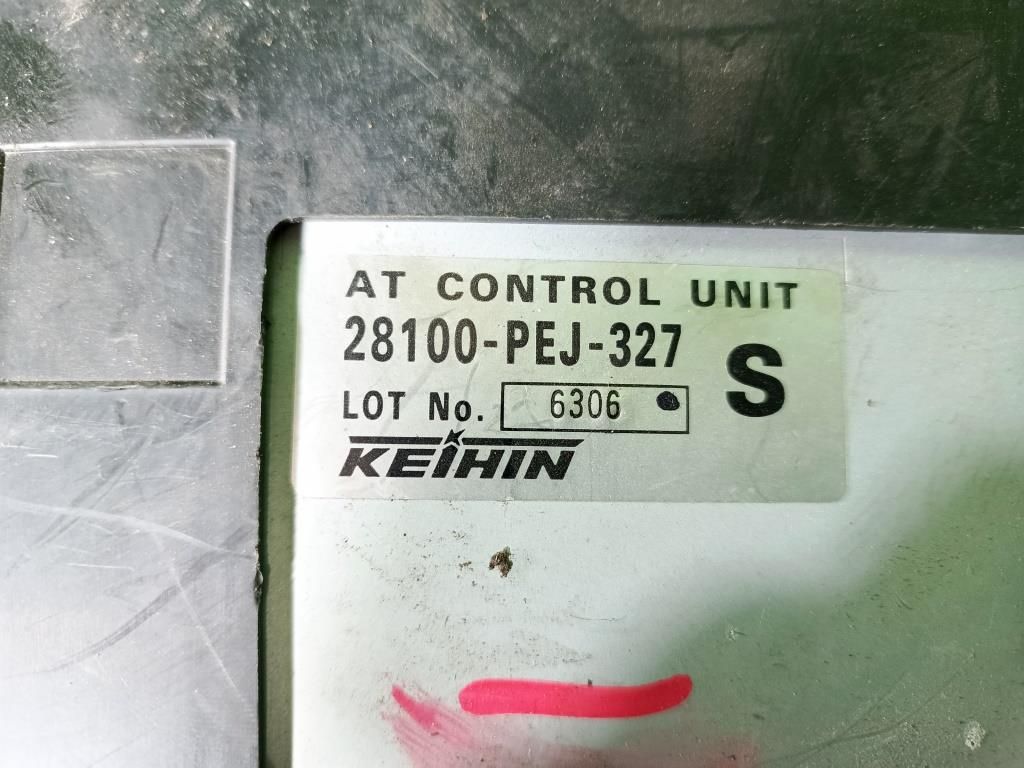 AT CONTROL UNIT
28100-PEJ-327
S
LOT No. 6306
KEIHIN